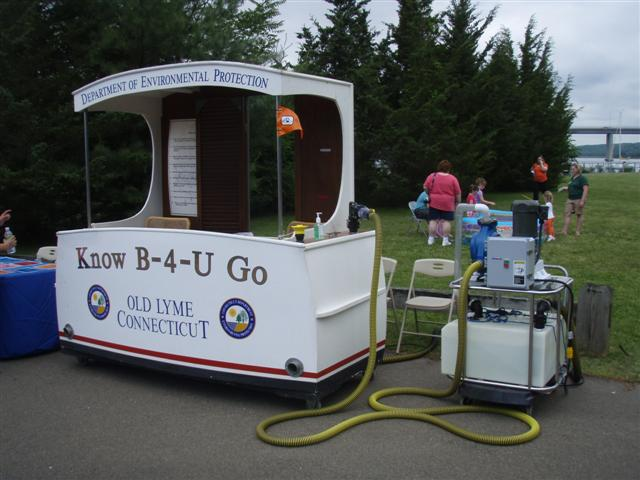 DEPARTMENT OF ENVIRONMENTAL PROTECTION
KNOW B-4-U GO
OLD LYME
CONNECTICUT